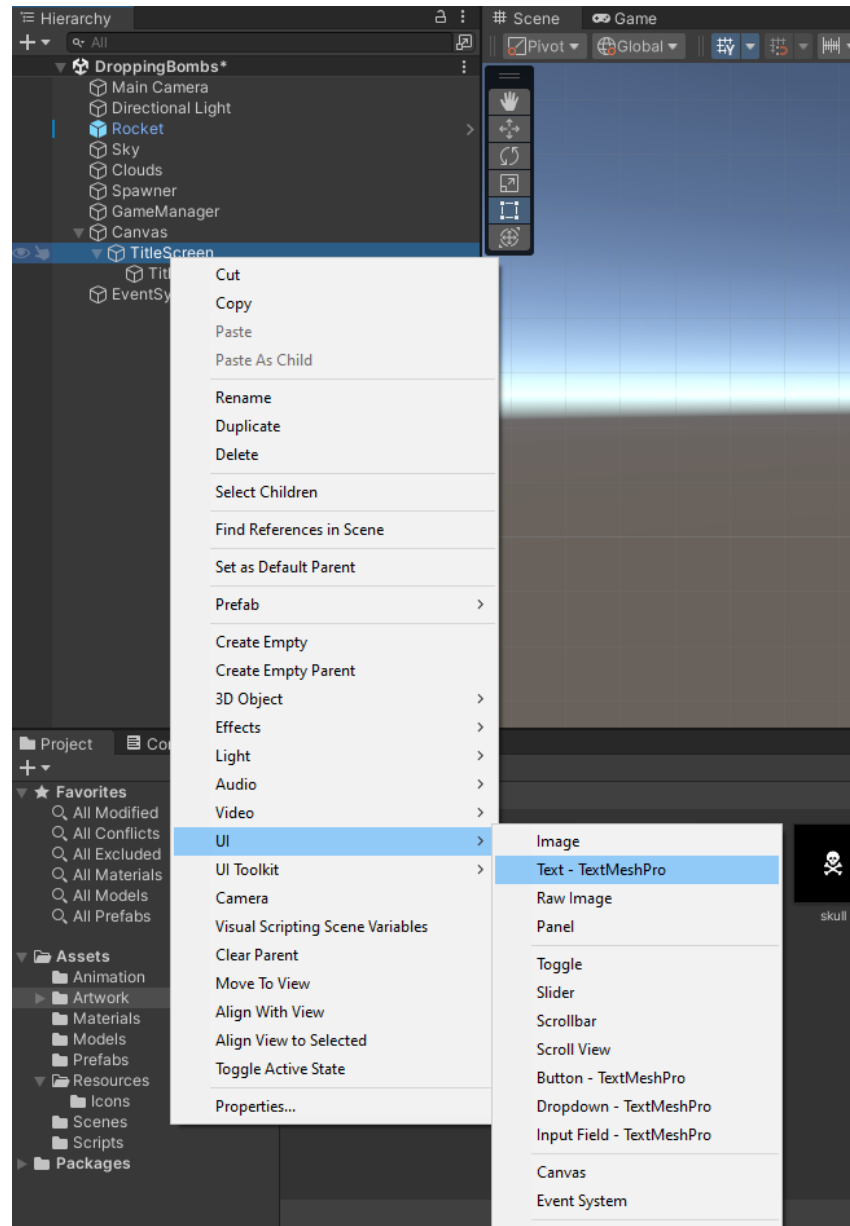 Hierarchy
All
DroppingBombs*
Main Camera
Directional Light
Rocket
Sky
Clouds
Spawner
GameManager
Canvas
TitleScreen
Titl
EventSy
Scene Game
Pivot Global
Cut
Copy
Paste
Paste As Child
Rename
Duplicate
Delete
Select Children
Find References in Scene
Set as Default Parent
Prefab
Create Empty
Create Empty Parent
3D Object
Effects
Light
Audio
Video
UI
UI Toolkit
Camera
Visual Scripting Scene Variables
Clear Parent
Move To View
Align With View
Align View to Selected
Toggle Active State
Properties...
Image
Text - TextMeshPro
Raw Image
Panel
Toggle
Slider
Scrollbar
Scroll View
Button - TextMeshPro
Dropdown - TextMeshPro
Input Field - TextMeshPro
Canvas
Event System
Project Co
Favorites
All Modified
All Conflicts
All Excluded
All Materials
All Models
All Prefabs
Assets
Animation
Artwork
Materials
Models
Prefabs
Resources
Icons
Scenes
Scripts
Packages
skull